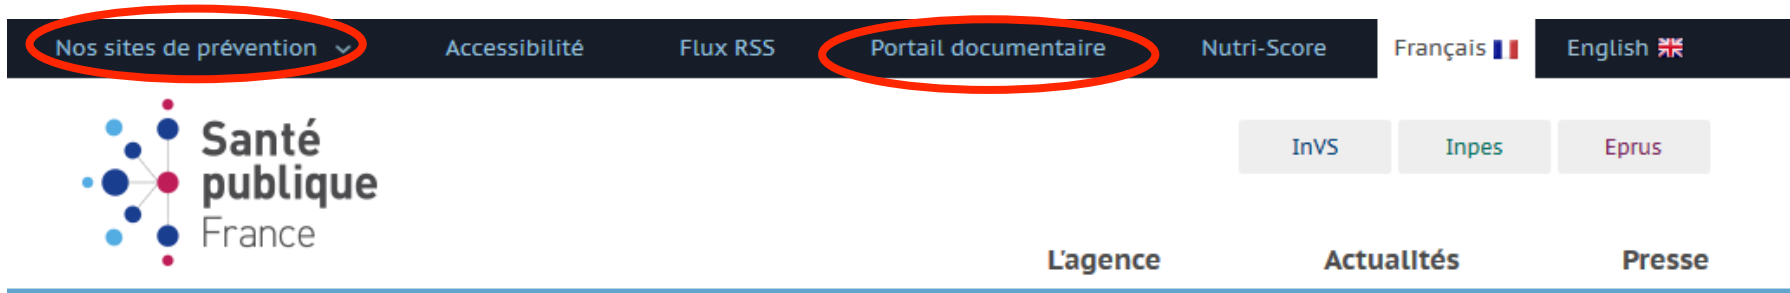 Nos sites de prévention Accessibilité Flux RSS Portail documentaire Nutri-Score Français English
Santé
publique
France
InVS Inpes Eprus
L'agence Actualités Presse